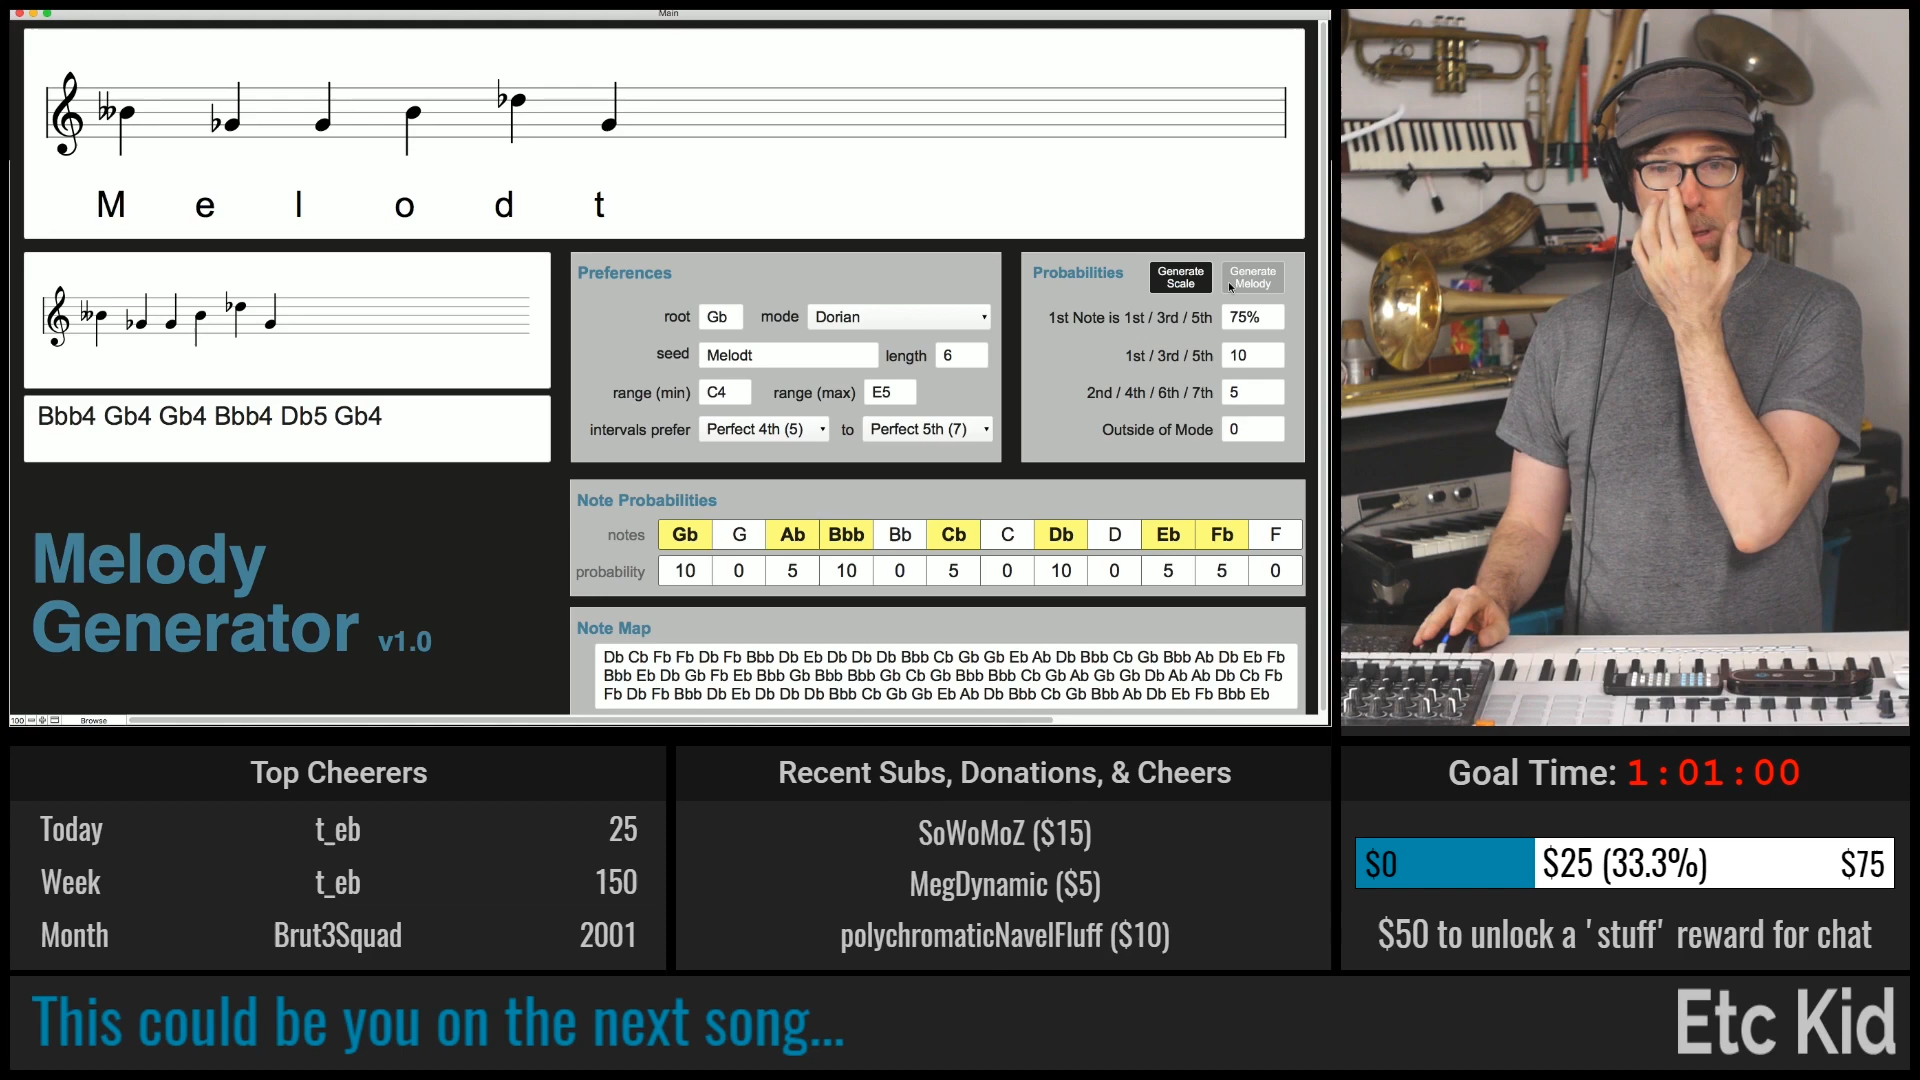 Main
M e l o d t
Bbb4 Gb4 Gb4 Bbb4 Db5 Gb4
Melody
Generator v1.0
Preferences
root Gb mode Dorian
seed Melodt length 6
range (min) C4 range (max) E5
intervals prefer Perfect 4th (5) to Perfect 5th (7)
Probabilities Generate Scale Generate Melody
1st Note is 1st / 3rd / 5th 75%
1st / 3rd / 5th 10
2nd / 4th / 6th / 7th 5
Outside of Mode 0
Note Probabilities
notes Gb G Ab Bbb Bb Cb C Db D Eb Fb F
probability 10 0 5 10 0 5 0 10 0 5 5 0
Note Map
Db Cb Fb Fb Db Fb Bbb Db Eb Db Db Db Bbb Cb Gb Gb Eb Ab Db Bbb Cb Gb Bbb Ab Db Eb Fb
Bbb Eb Db Gb Fb Eb Bbb Gb Bbb Bbb Gb Cb Gb Bbb Bbb Cb Gb Ab Gb Gb Db Ab Ab Db Cb Fb
Fb Db Fb Bbb Db Eb Db Db Db Bbb Cb Gb Gb Eb Ab Db Bbb Cb Gb Bbb Ab Db Eb Fb Bbb Eb
100 Browse
Top Cheerers
Today t_eb 25
Week t_eb 150
Month Brut3Squad 2001
Recent Subs, Donations, & Cheers
SoWoMoZ ($15)
MegDynamic ($5)
polychromaticNavelFluff ($10)
Goal Time: 1:01:00
$0 $25 (33.3%) $75
$50 to unlock a 'stuff' reward for chat
This could be you on the next song...
Etc Kid